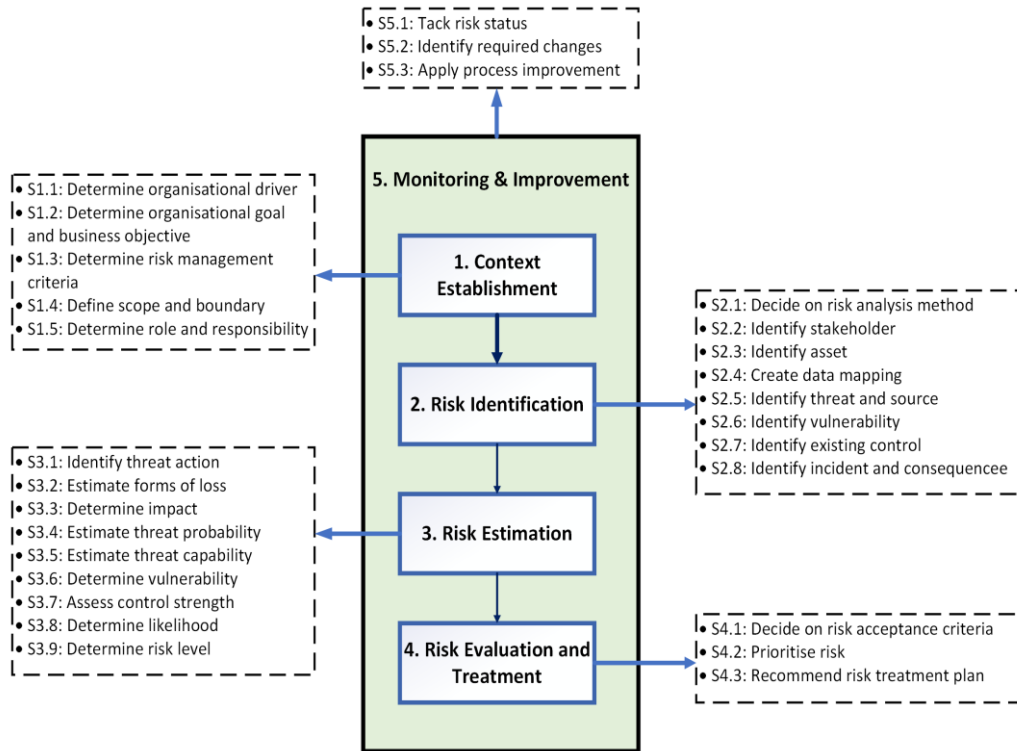 • S5.1: Tack risk status
• S5.2: Identify required changes
• S5.3: Apply process improvement
5. Monitoring & Improvement
• S1.1: Determine organisational driver
• S1.2: Determine organisational goal
and business objective
• S1.3: Determine risk management
criteria
• S1.4: Define scope and boundary
• S1.5: Determine role and responsibility
1. Context
Establishment
• S2.1: Decide on risk analysis method
• S2.2: Identify stakeholder
• S2.3: Identify asset
• S2.4: Create data mapping
• S2.5: Identify threat and source
• S2.6: Identify vulnerability
• S2.7: Identify existing control
• S2.8: Identify incident and consequencee
2. Risk Identification
• S3.1: Identify threat action
• S3.2: Estimate forms of loss
• S3.3: Determine impact
• S3.4: Estimate threat probability
• S3.5: Estimate threat capability
• S3.6: Determine vulnerability
• S3.7: Assess control strength
• S3.8: Determine likelihood
• S3.9: Determine risk level
3. Risk Estimation
4. Risk Evaluation and
Treatment
• S4.1: Decide on risk acceptance criteria
• S4.2: Prioritise risk
• S4.3: Recommend risk treatment plan